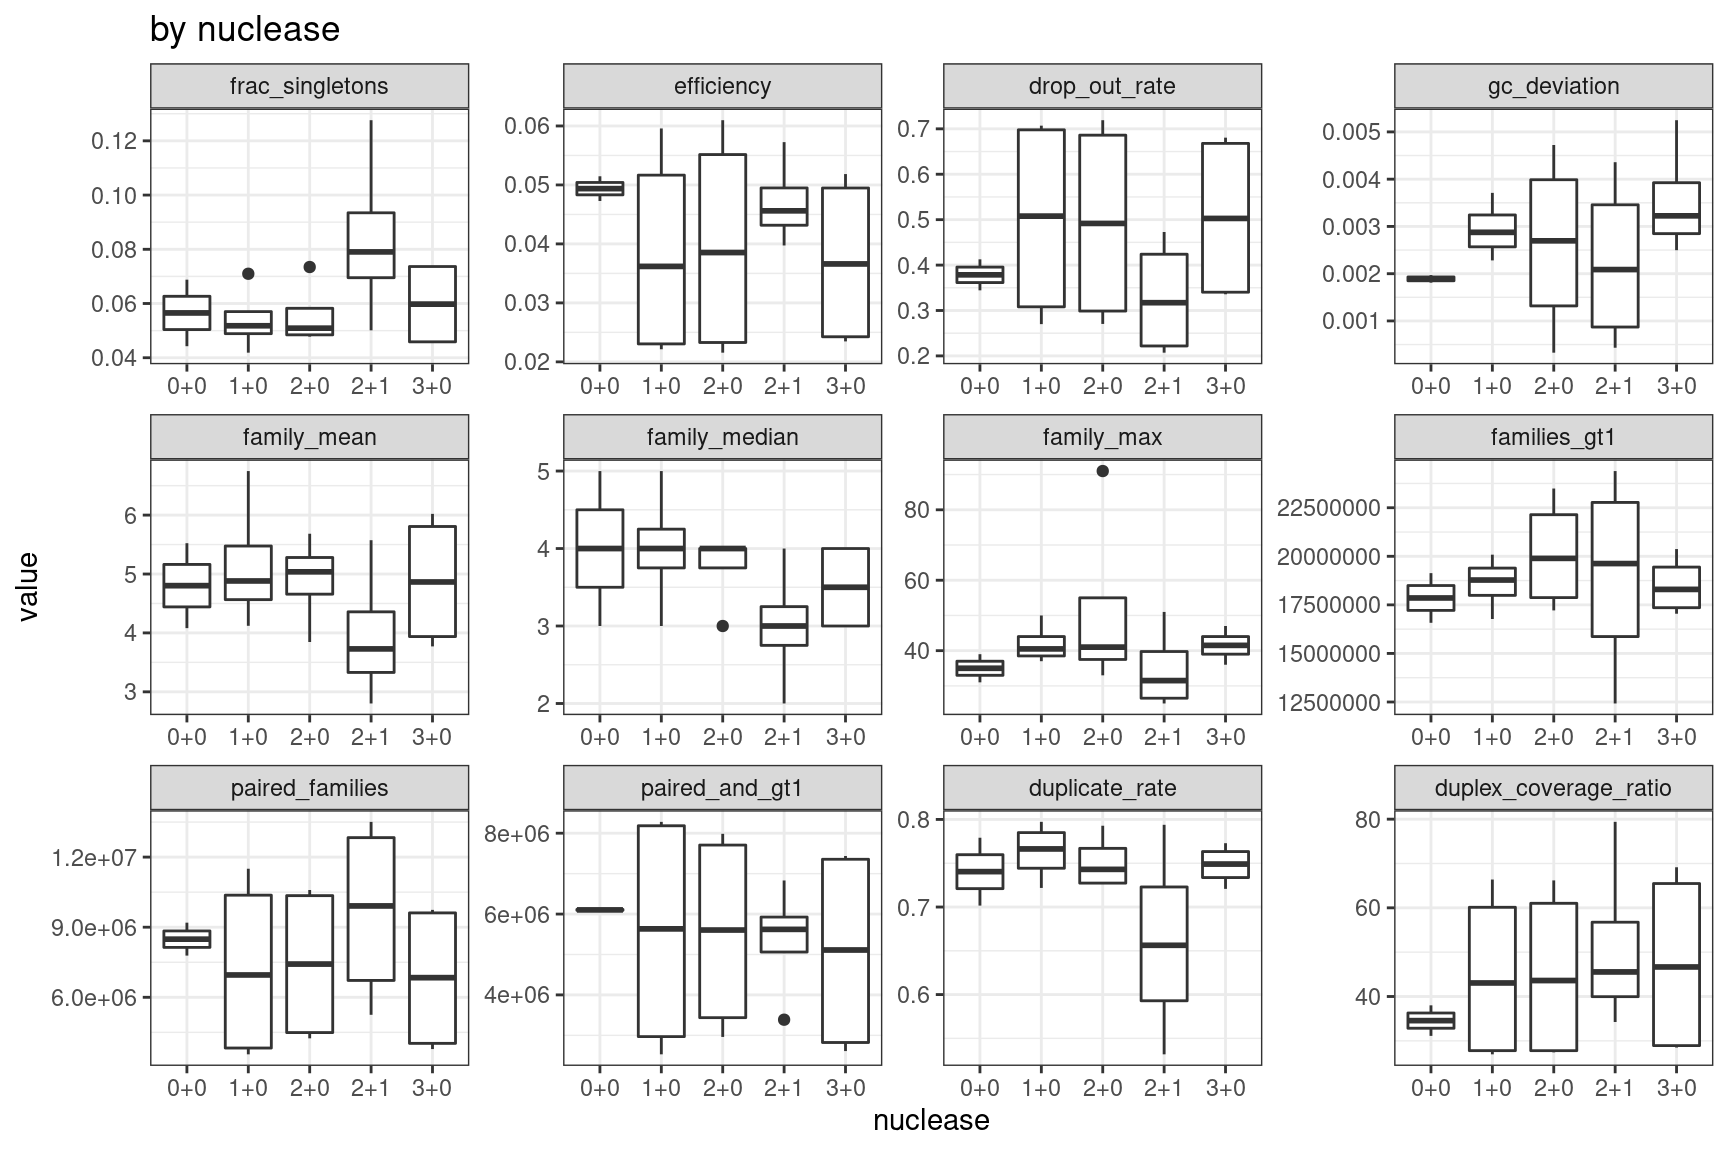 by nuclease
frac_singletons efficiency drop_out_rate gc_deviation
0.12
0.10
0.08
0.06
0.04
0.06
0.05
0.04
0.03
0.02
0.7
0.6
0.5
0.4
0.3
0.2
0.005
0.004
0.003
0.002
0.001
0+0 1+0 2+0 2+1 3+0 0+0 1+0 2+0 2+1 3+0 0+0 1+0 2+0 2+1 3+0 0+0 1+0 2+0 2+1 3+0
family_mean family_median family_max families_gt1
6
5
4
3
5
4
3
2
80
60
40
22500000
20000000
17500000
15000000
12500000
0+0 1+0 2+0 2+1 3+0 0+0 1+0 2+0 2+1 3+0 0+0 1+0 2+0 2+1 3+0 0+0 1+0 2+0 2+1 3+0
paired_families paired_and_gt1 duplicate_rate duplex_coverage_ratio
1.2e+07
9.0e+06
6.0e+06
8e+06
6e+06
4e+06
0.8
0.7
0.6
80
60
40
0+0 1+0 2+0 2+1 3+0 0+0 1+0 2+0 2+1 3+0 0+0 1+0 2+0 2+1 3+0 0+0 1+0 2+0 2+1 3+0
nuclease
value